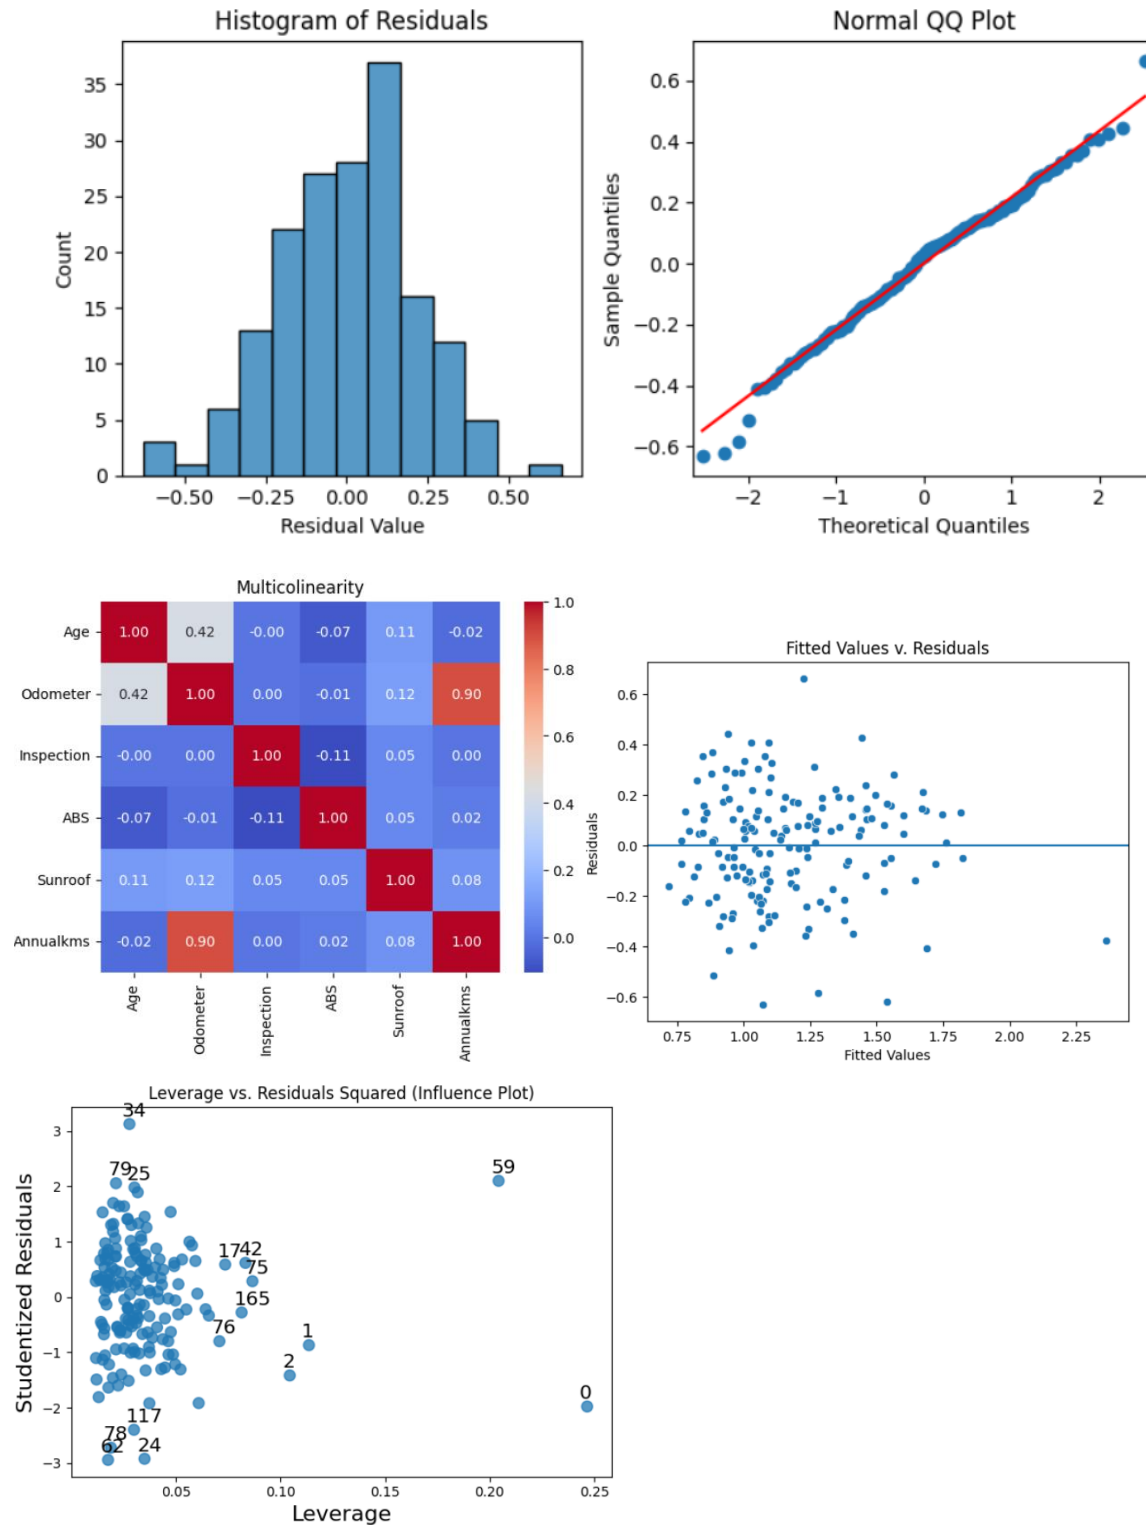 Histogram of Residuals
35
30
25
20
15
10
5
0
Count
−0.50 −0.25 0.00 0.25 0.50
Residual Value
Normal QQ Plot
0.6
0.4
0.2
0.0
−0.2
−0.4
−0.6
Sample Quantiles
−2 −1 0 1 2
Theoretical Quantiles
Multicolinearity
Age 1.00 0.42 -0.00 -0.07 0.11 -0.02
Odometer 0.42 1.00 0.00 -0.01 0.12 0.90
Inspection -0.00 0.00 1.00 -0.11 0.05 0.00
ABS -0.07 -0.01 -0.11 1.00 0.05 0.02
Sunroof 0.11 0.12 0.05 0.05 1.00 0.08
Annualkms -0.02 0.90 0.00 0.02 0.08 1.00
Age Odometer Inspection ABS Sunroof Annualkms
1.0
0.8
0.6
0.4
0.2
0.0
Fitted Values v. Residuals
0.6
0.4
0.2
0.0
−0.2
−0.4
−0.6
Residuals
0.75 1.00 1.25 1.50 1.75 2.00 2.25
Fitted Values
Leverage vs. Residuals Squared (Influence Plot)
34
79 25
59
17 42
75
165
76
1
2
0
117
78
62 24
3
2
1
0
−1
−2
−3
Studentized Residuals
0.05 0.10 0.15 0.20 0.25
Leverage